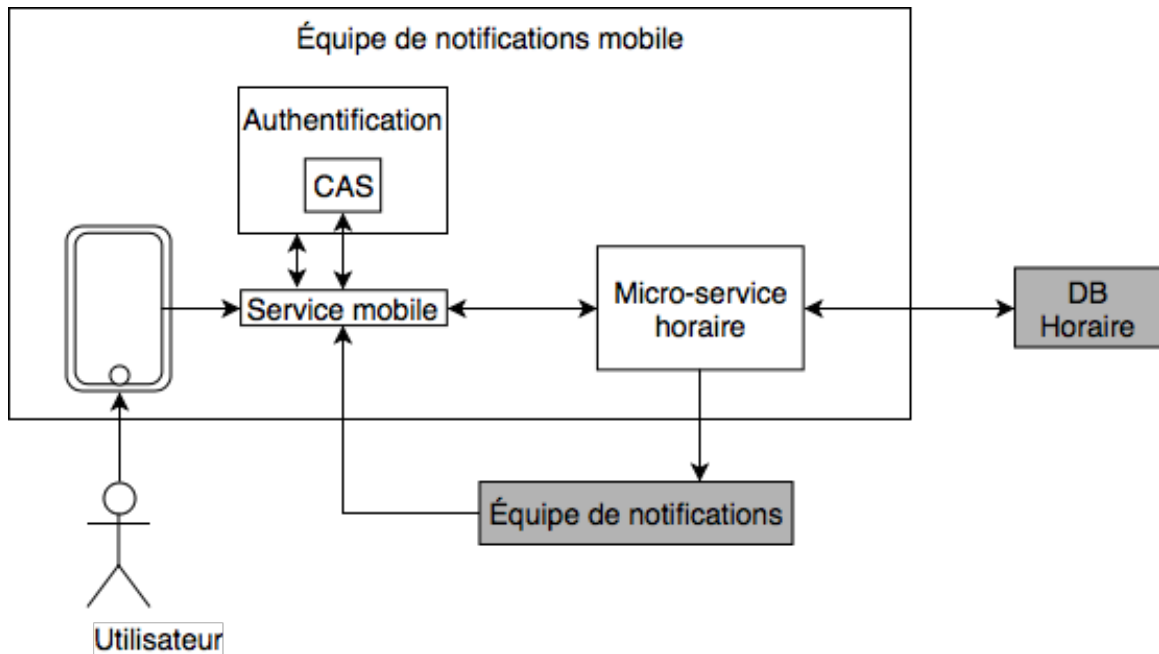 Équipe de notifications mobile
Authentification
CAS
Service mobile
Micro-service
horaire
DB
Horaire
Équipe de notifications
Utilisateur